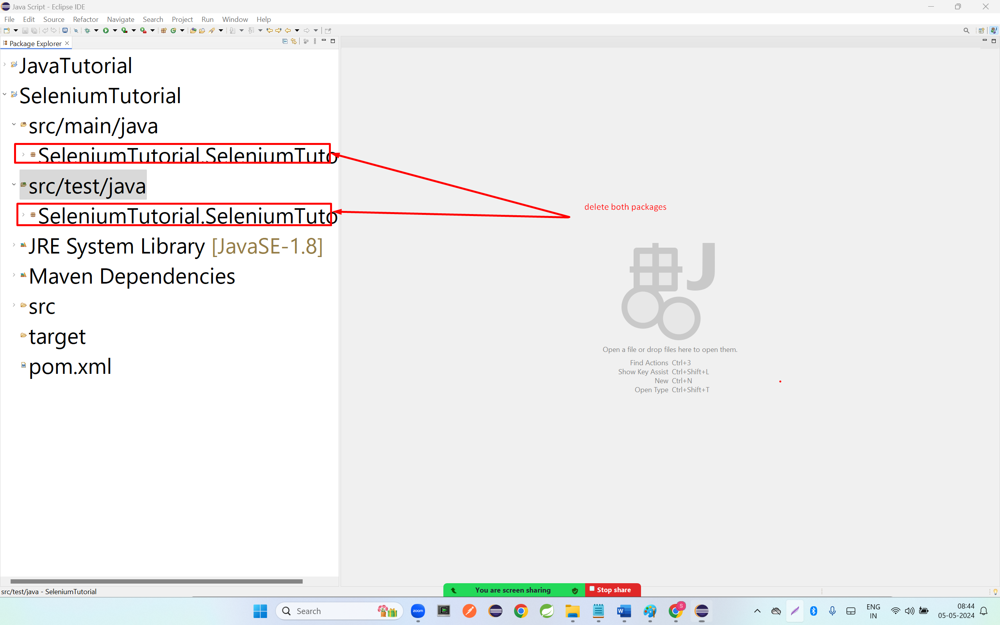 Java Script - Eclipse IDE
File Edit Source Refactor Navigate Search Project Run Window Help
Package Explorer
JavaTutorial
SeleniumTutorial
src/main/java
SeleniumTutorial.SeleniumTuto
src/test/java
SeleniumTutorial.SeleniumTuto
JRE System Library [JavaSE-1.8]
Maven Dependencies
src
target
pom.xml
delete both packages
Open a file or drop files here to open them.
Find Actions Ctrl+3
Show Key Assist Ctrl+Shift+L
New Ctrl+N
Open Type Ctrl+Shift+T
src/test/java - SeleniumTutorial
You are screen sharing
Stop share
Search
zoom
W
S
ENG
IN
08:44
05-05-2024